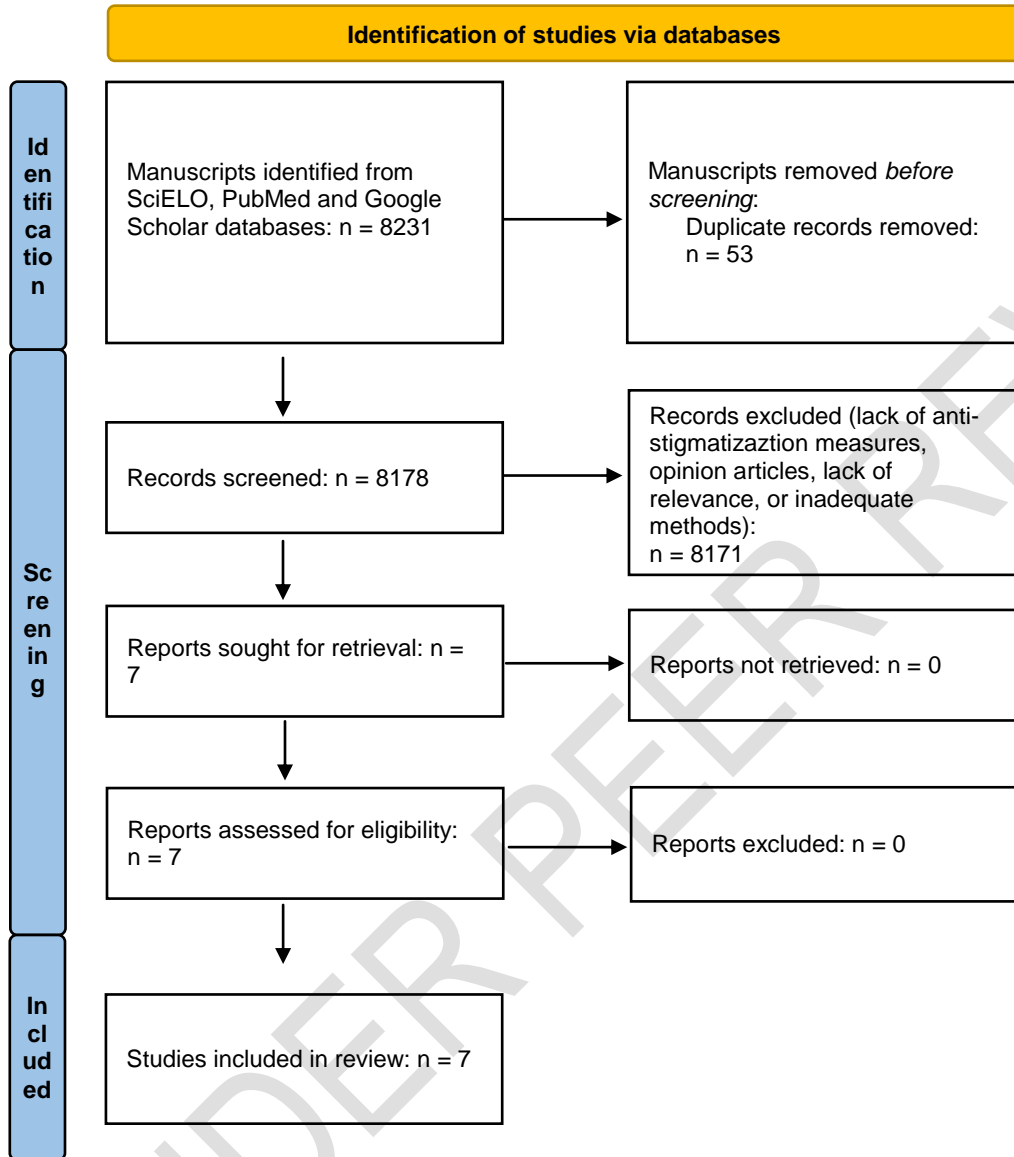 Identification of studies via databases
Id
en
tifi
ca
tio
n
Manuscripts identified from
SciELO, PubMed and Google
Scholar databases: n = 8231
Manuscripts removed before
screening:
Duplicate records removed:
n = 53
Sc
re
en
in
g
Records screened: n = 8178
Records excluded (lack of anti-
stigmatizaztion measures,
opinion articles, lack of
relevance, or inadequate
methods):
n = 8171
Reports sought for retrieval: n =
7
Reports not retrieved: n = 0
Reports assessed for eligibility:
n = 7
Reports excluded: n = 0
In
cl
ud
ed
Studies included in review: n = 7
NDER PEER RE